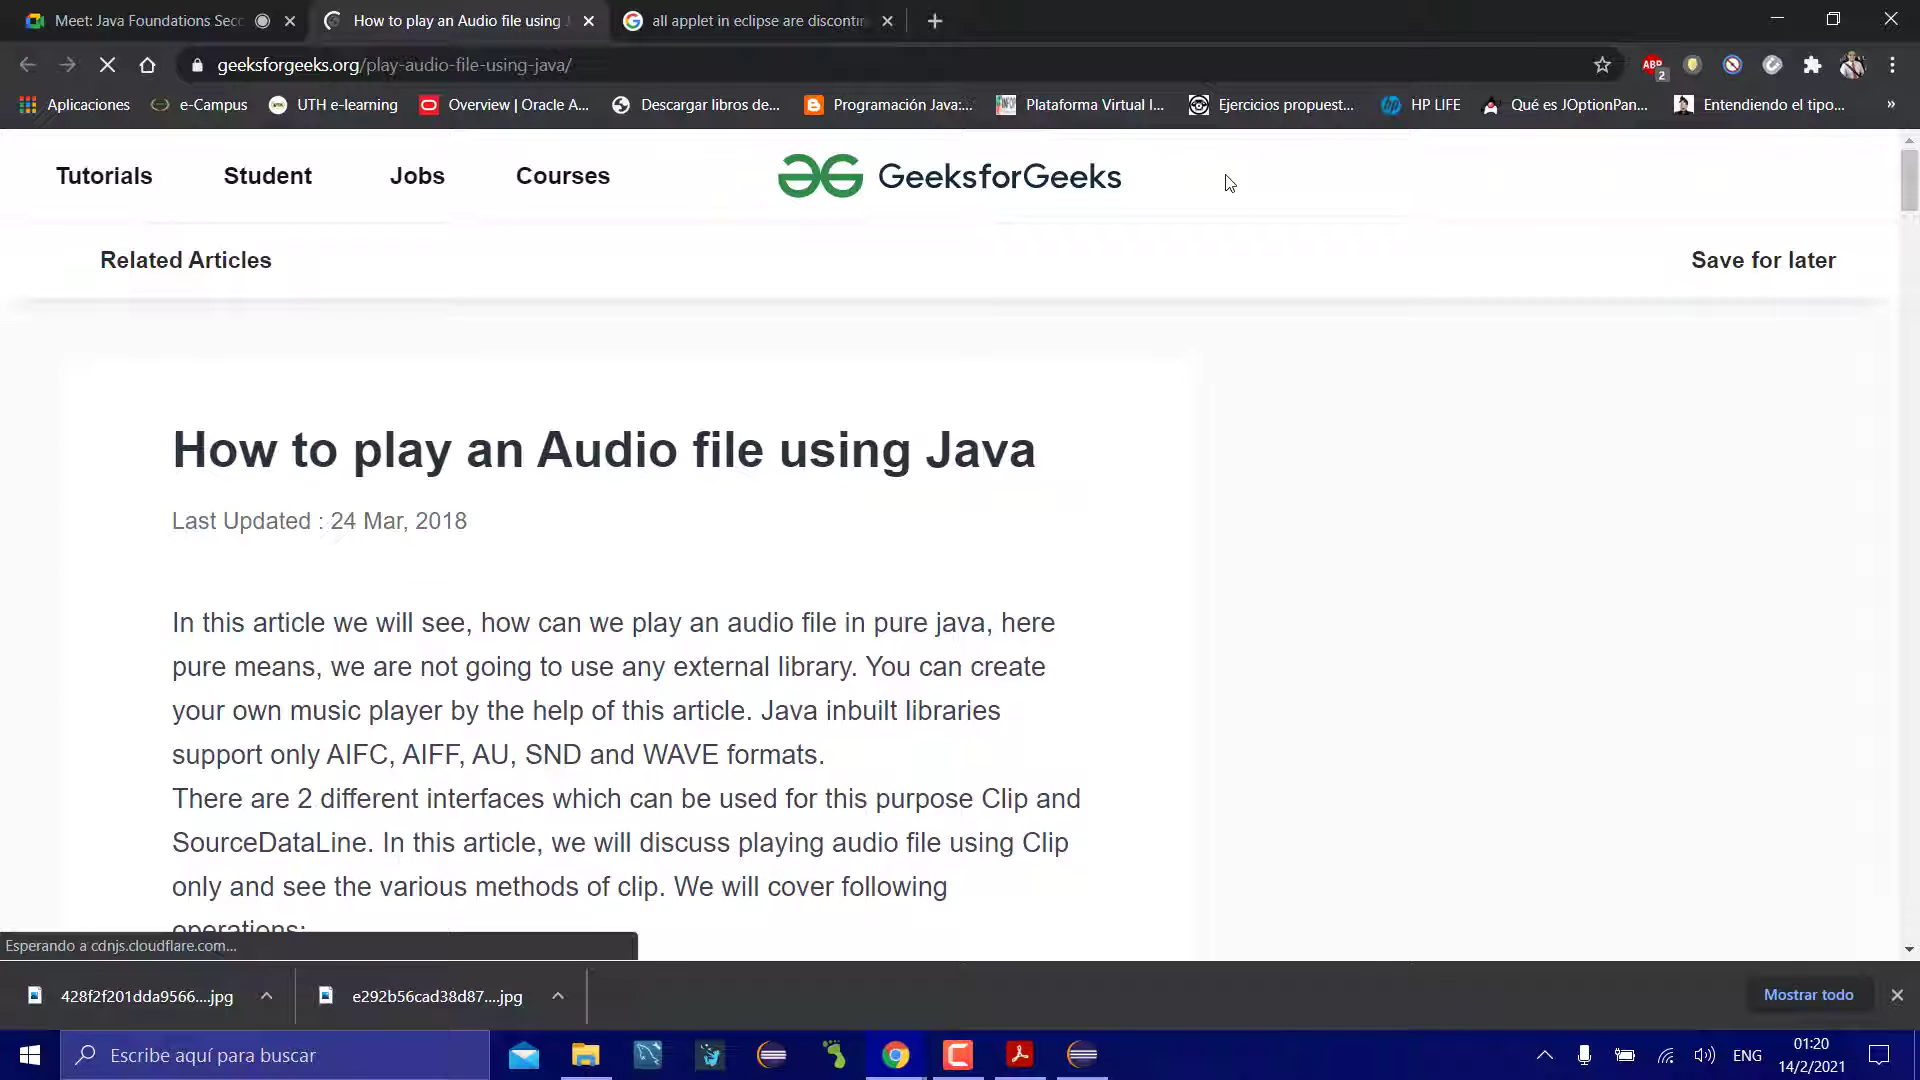 Meet: Java Foundations Secc
How to play an Audio file using J
all applet in eclipse are discontin
geeksforgeeks.org/play-audio-file-using-java/
ABP
2
Aplicaciones
e-Campus
UTH e-learning
Overview | Oracle A...
Descargar libros de...
Programación Java:...
Plataforma Virtual I...
Ejercicios propuest...
HP LIFE
Qué es JOptionPan...
Entendiendo el tipo...
»
Tutorials
Student
Jobs
Courses
GeeksforGeeks
Related Articles
Save for later
How to play an Audio file using Java
Last Updated : 24 Mar, 2018
In this article we will see, how can we play an audio file in pure java, here
pure means, we are not going to use any external library. You can create
your own music player by the help of this article. Java inbuilt libraries
support only AIFC, AIFF, AU, SND and WAVE formats.
There are 2 different interfaces which can be used for this purpose Clip and
SourceDataLine. In this article, we will discuss playing audio file using Clip
only and see the various methods of clip. We will cover following
operations:
Esperando a cdnjs.cloudflare.com...
428f2f201dda9566....jpg
e292b56cad38d87....jpg
Mostrar todo
Escribe aquí para buscar
ENG
01:20
14/2/2021